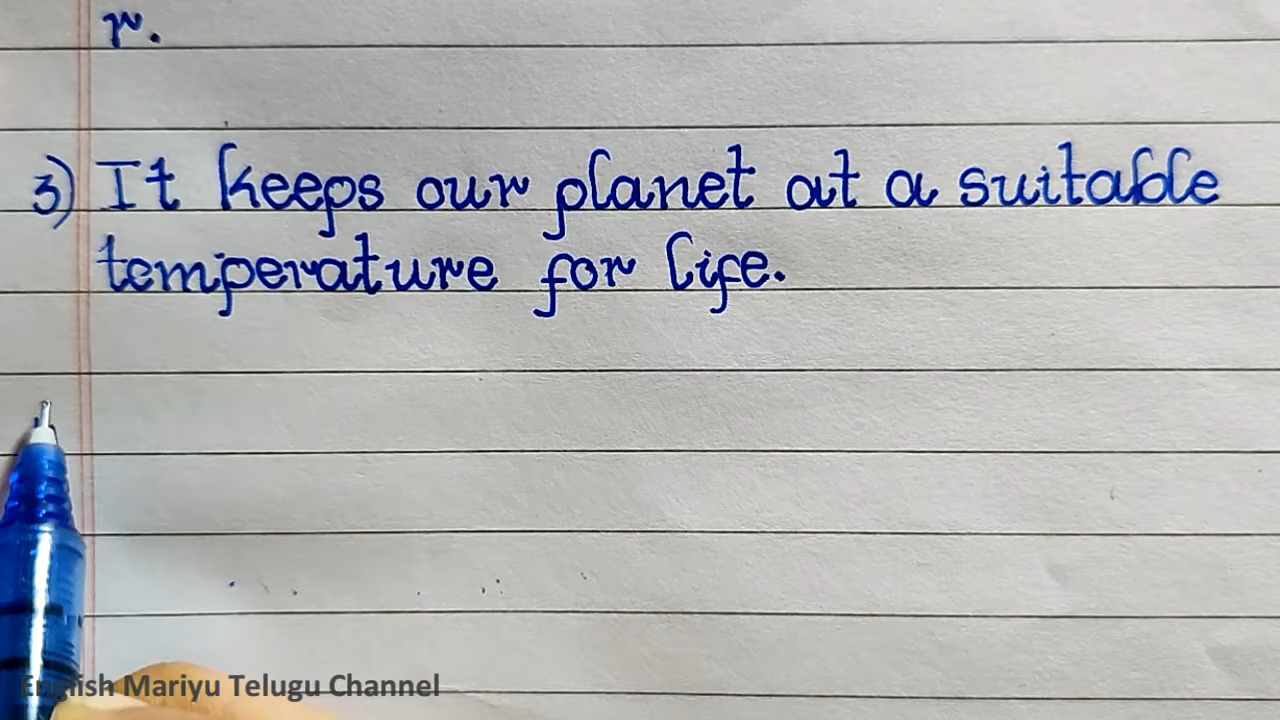 r.
3) It keeps our planet at a suitable
temperature for life.
English Mariyu Telugu Channel